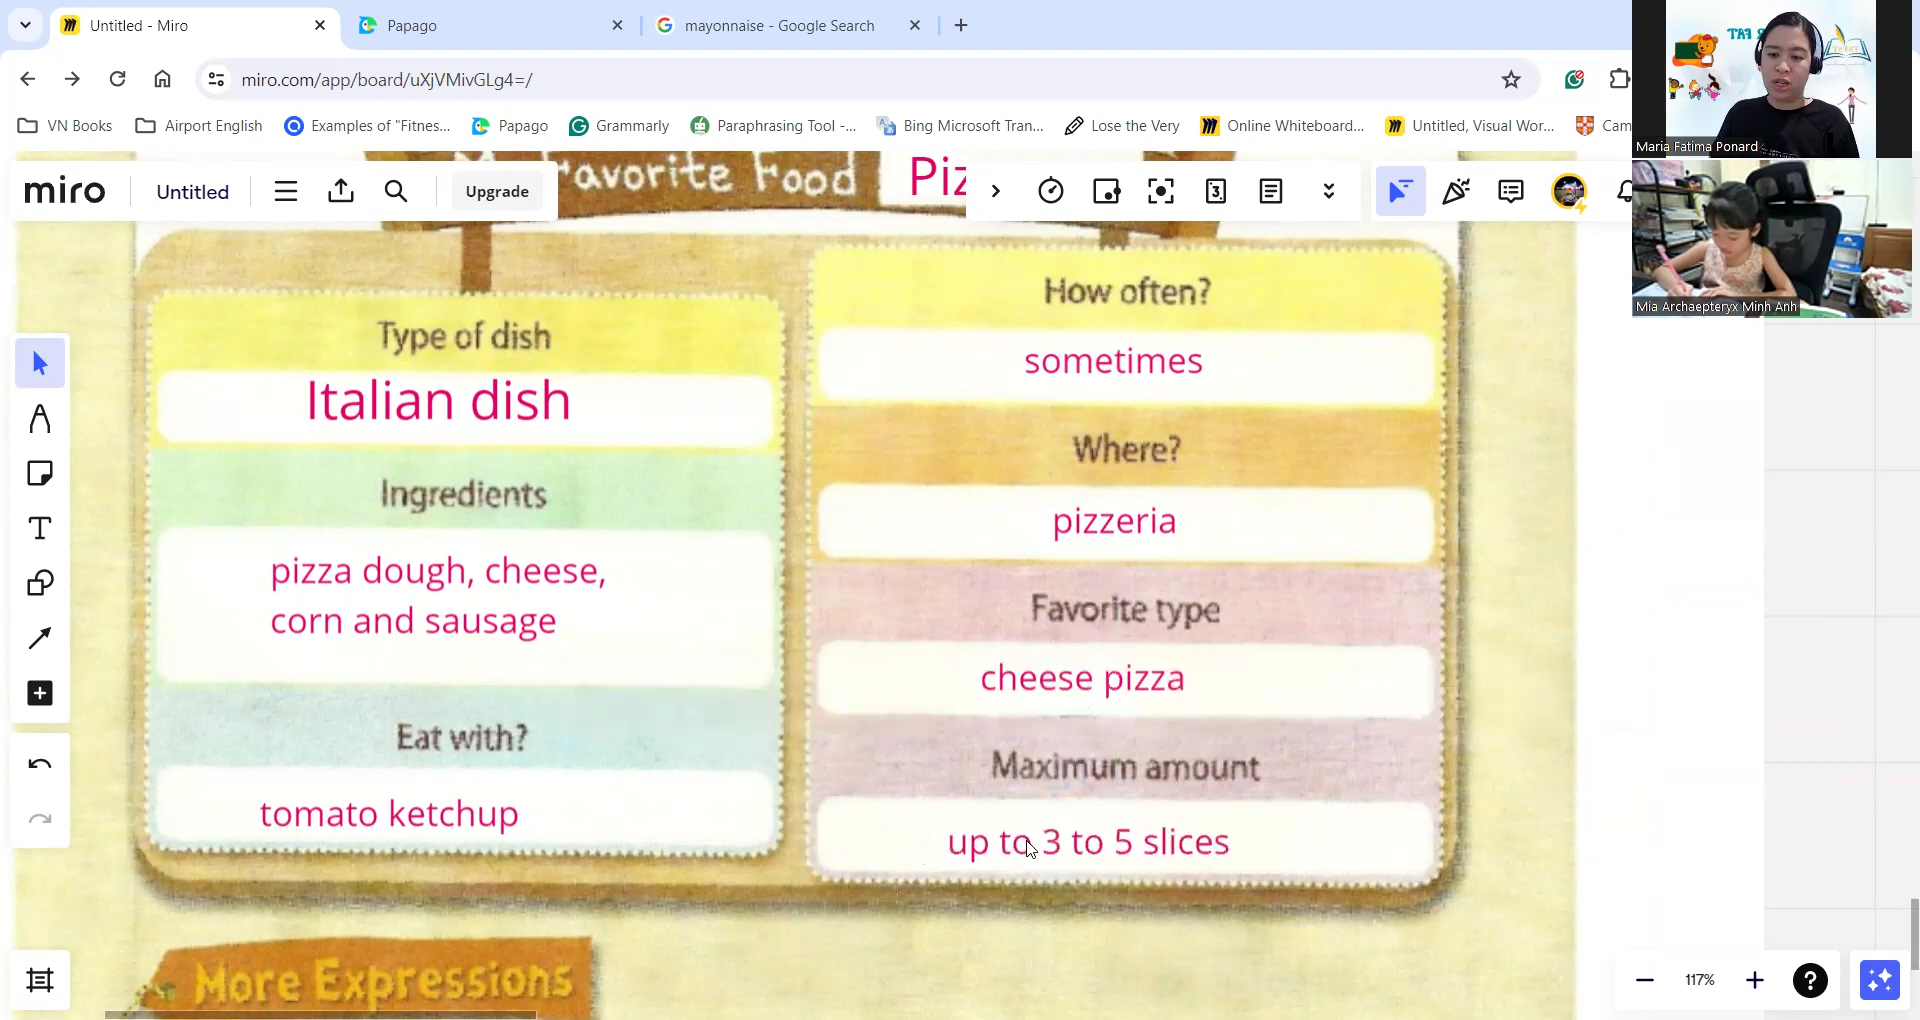 Untitled - Miro
Papago
mayonnaise - Google Search
miro.com/app/board/uXjVMivGLg4=/
VN Books
Airport English
Examples of "Fitnes...
Papago
Grammarly
Paraphrasing Tool -...
Bing Microsoft Tran...
Lose the Very
Online Whiteboard...
Untitled, Visual Wor...
Cam
Maria Fatima Ponard
Mia Archaepteryx Minh Anh
miro
Untitled
Upgrade
Favorite Food
Piz
Type of dish
Italian dish
Ingredients
pizza dough, cheese,
corn and sausage
Eat with?
tomato ketchup
How often?
sometimes
Where?
pizzeria
Favorite type
cheese pizza
Maximum amount
up to 3 to 5 slices
More Expressions
117%